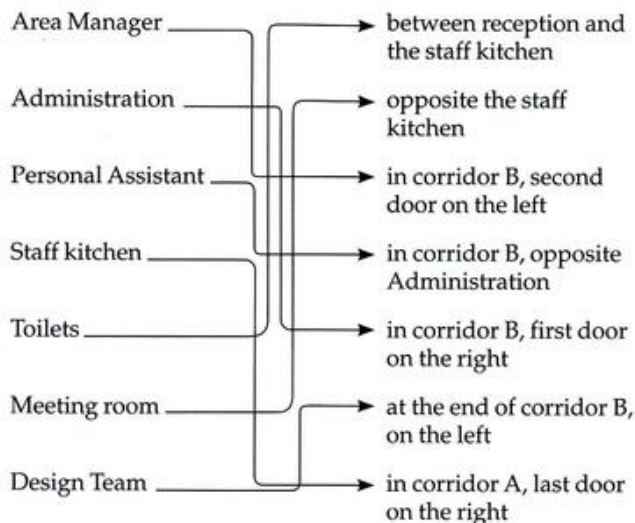 Area Manager
between reception and
the staff kitchen
Administration
opposite the staff
kitchen
Personal Assistant
in corridor B, second
door on the left
Staff kitchen
in corridor B, opposite
Administration
Toilets
in corridor B, first door
on the right
Meeting room
at the end of corridor B,
on the left
Design Team
in corridor A, last door
on the right